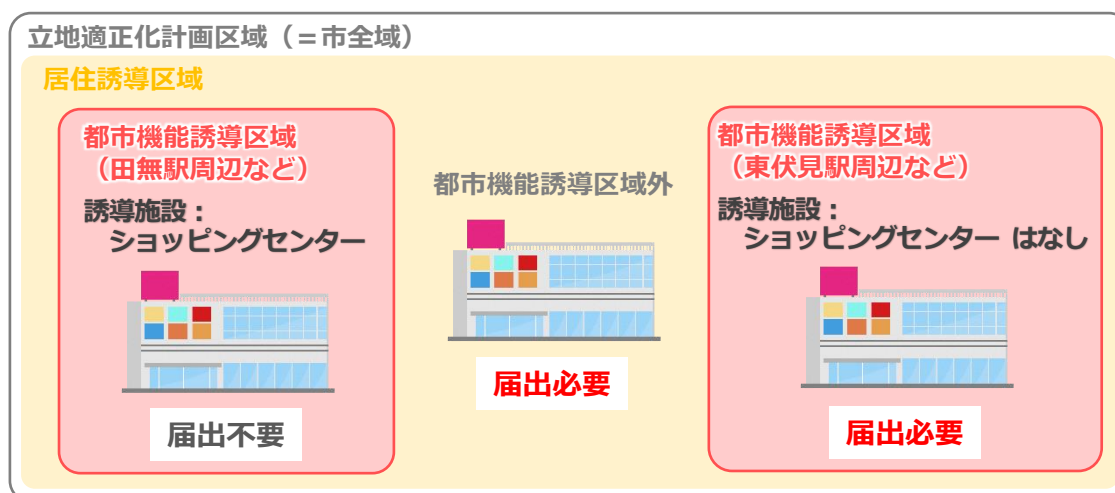 立地適正化計画区域（＝市全域）
居住誘導区域
都市機能誘導区域
（田無駅周辺など）
誘導施設：
ショッピングセンター
届出不要
都市機能誘導区域外
届出必要
都市機能誘導区域
（東伏見駅周辺など）
誘導施設：
ショッピングセンター はなし
届出必要